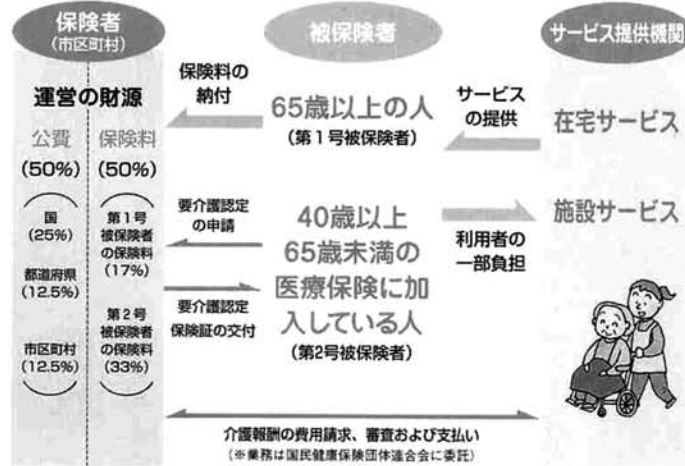 保険者
(市区町村)
運営の財源
公費
(50%)
国
(25%)
都道府県
(12.5%)
市区町村
(12.5%)
保険料
(50%)
第1号
被保険者
の保険料
(17%)
第2号
被保険者
の保険料
(33%)
保険料の
納付
要介護認定
の申請
要介護認定
保険証の交付
被保険者
65歳以上の人
(第1号被保険者)
40歳以上
65歳未満の
医療保険に加
入している人
(第2号被保険者)
サービス
の提供
利用者の
一部負担
サービス提供機関
在宅サービス
施設サービス
介護報酬の費用請求、審査および支払い
(※業務は国民健康保険団体連合会に委託)